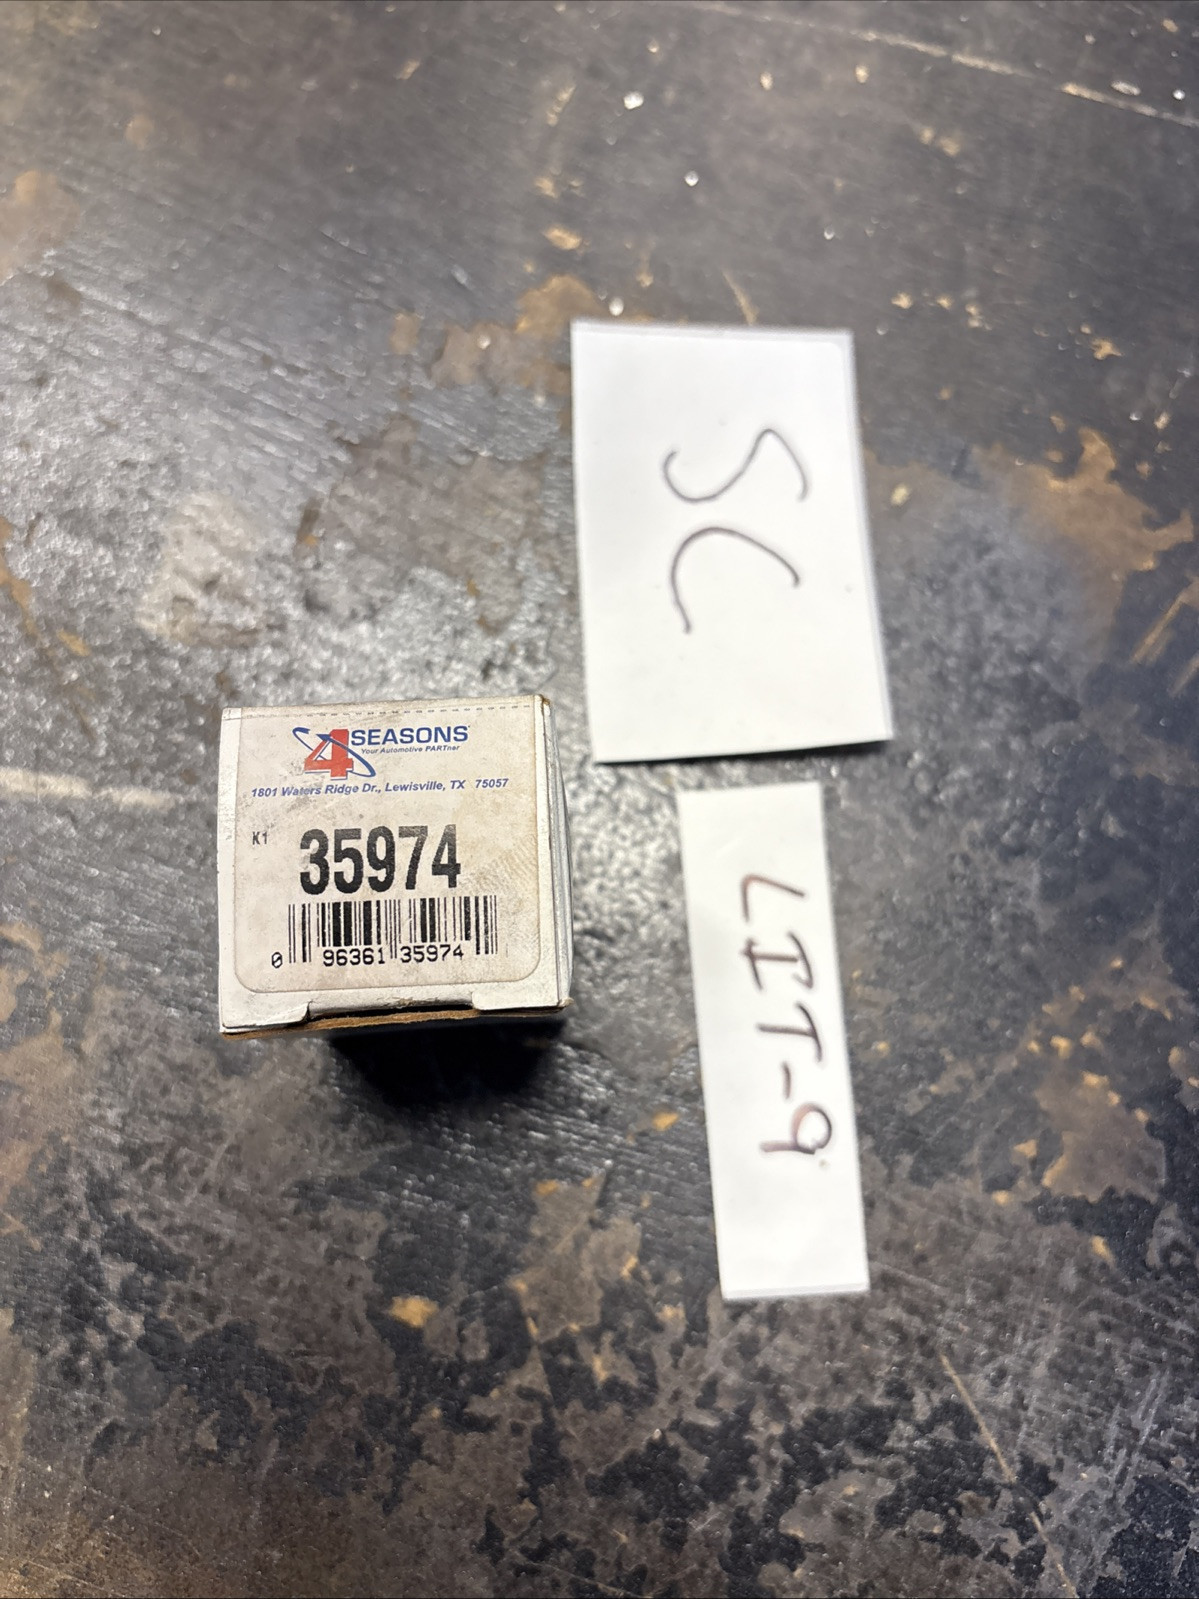 4 SEASONS
Your Automotive PARTner
1801 Waters Ridge Dr., Lewisville, TX 75057
K1
35974
0 96361 35974
SC
LIT-9